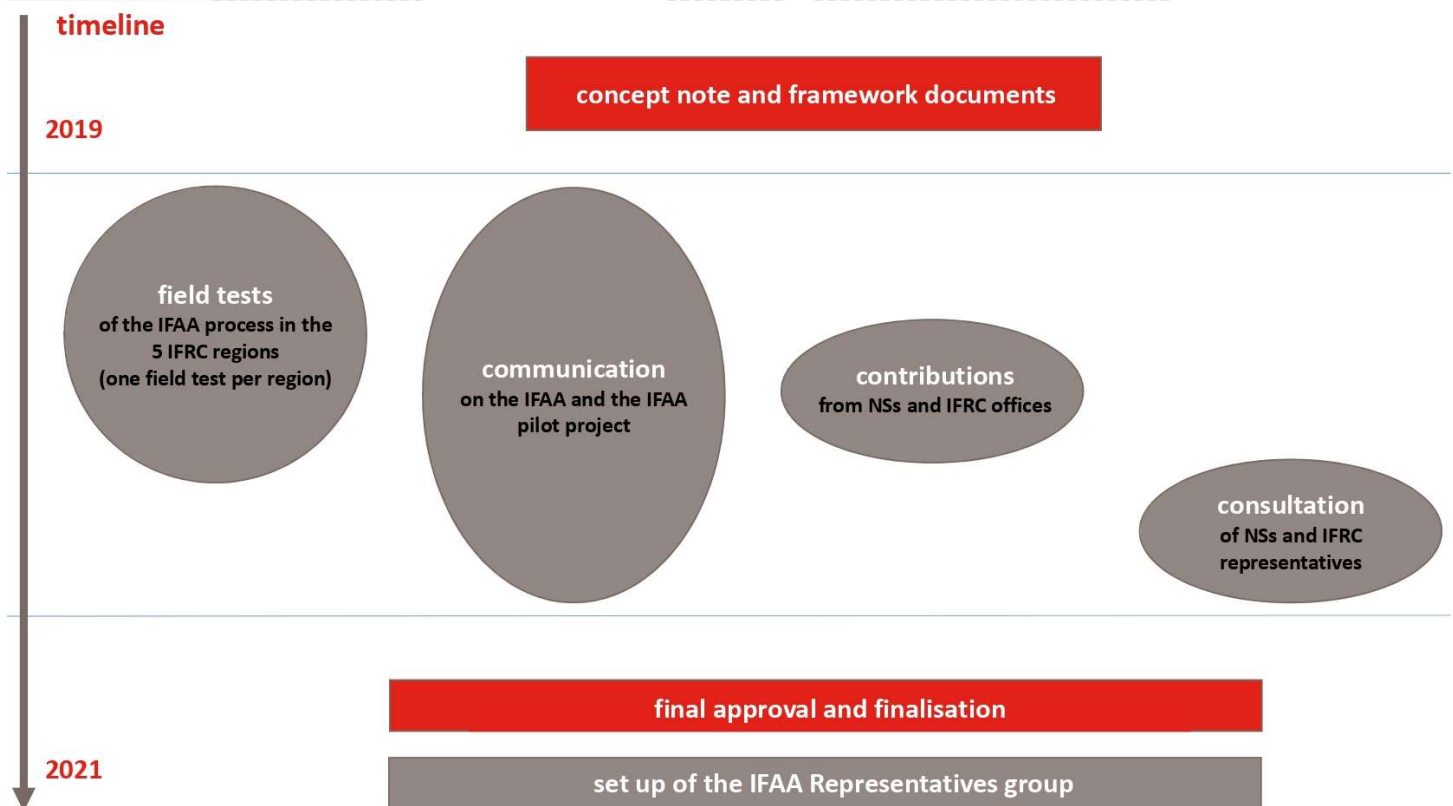 timeline
concept note and framework documents
2019
field tests
of the IFAA process in the
5 IFRC regions
(one field test per region)
communication
on the IFAA and the IFAA
pilot project
contributions
from NSs and IFRC offices
consultation
of NSs and IFRC
representatives
final approval and finalisation
2021
set up of the IFAA Representatives group